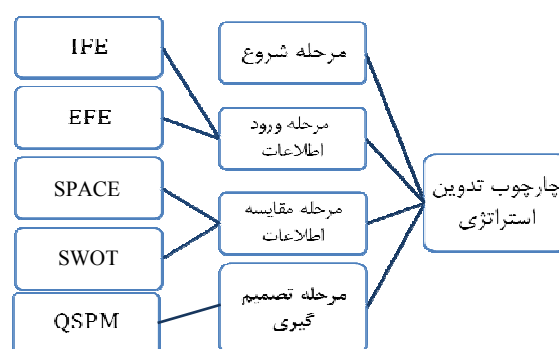 IFE
EFE
SPACE
SWOT
QSPM
مرحله شروع
مرحله ورود
اطلاعات
مرحله مقایسه
اطلاعات
مرحله تصمیم
گیری
چارچوب تدوین
استراتژی